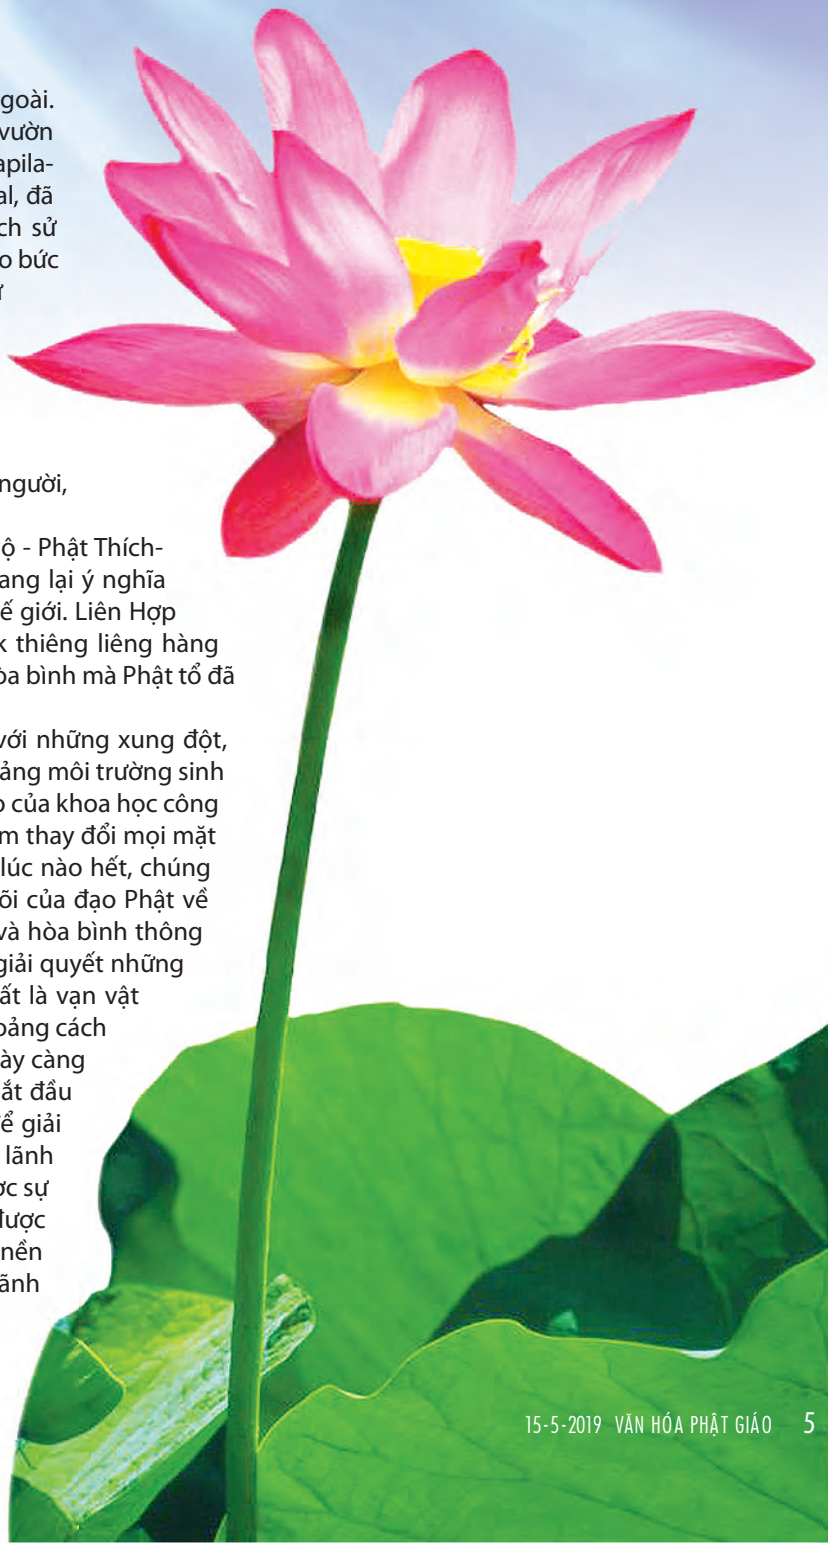 goài.
vườn
apila-
al, đã
ch sử
o bức
người,
ộ - Phật Thích-
ang lại ý nghĩa
ế giới. Liên Hợp
k thiêng liêng hàng
òa bình mà Phật tổ đã
với những xung đột,
ảng môi trường sinh
của khoa học công
m thay đổi mọi mặt
lúc nào hết, chúng
õi của đạo Phật về
và hòa bình thông
giải quyết những
ất là vạn vật
oảng cách
ày càng
ắt đầu
ể giải
lãnh
ợc sự
được
nền
ãnh
15-5-2019 VĂN HÓA PHẬT GIÁO 5